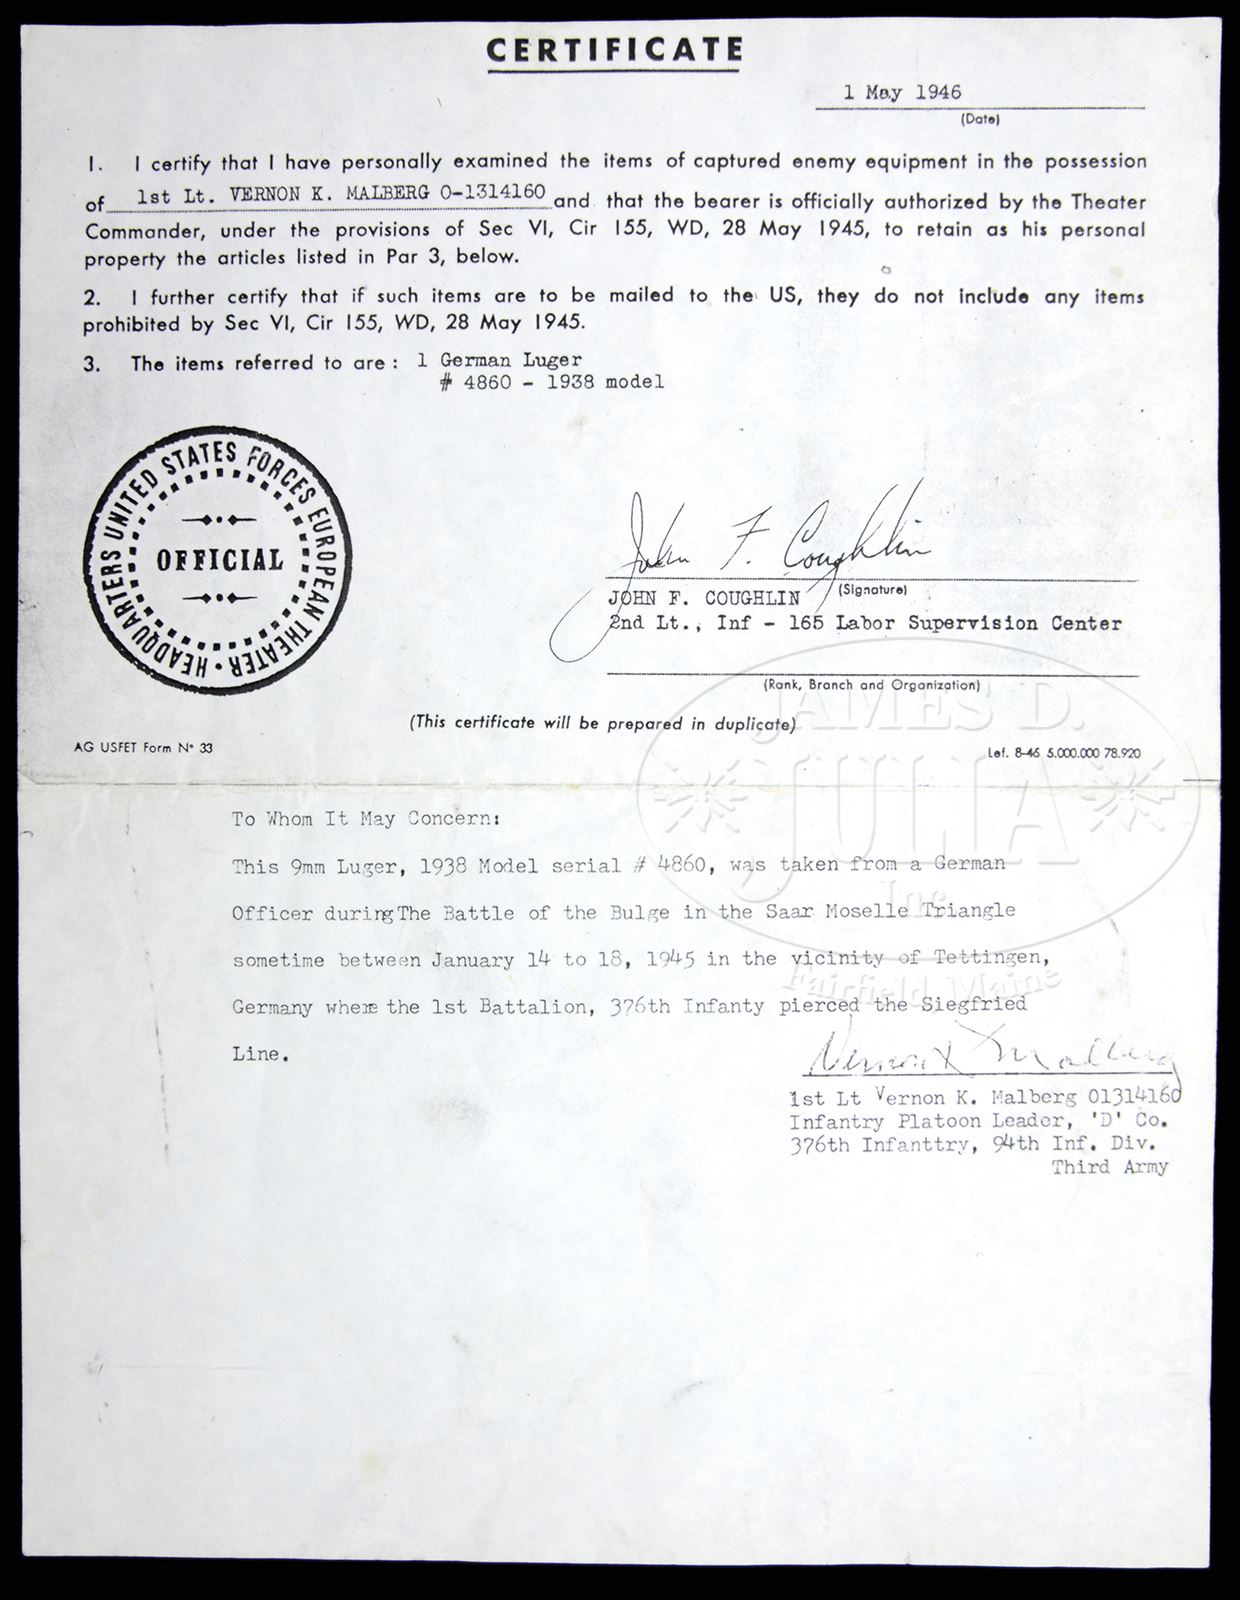 CERTIFICATE
1 May 1946
(Date)
1. I certify that I have personally examined the items of captured enemy equipment in the possession
of 1st Lt. VERNON K. MALBERG O-1314160 and that the bearer is officially authorized by the Theater
Commander, under the provisions of Sec VI, Cir 155, WD, 28 May 1945, to retain as his personal
property the articles listed in Par 3, below.
2. I further certify that if such items are to be mailed to the US, they do not include any items
prohibited by Sec VI, Cir 155, WD, 28 May 1945.
3. The items referred to are : 1 German Luger
# 4860 - 1938 model
HEADQUARTERS UNITED STATES FORCES EUROPEAN THEATER
OFFICIAL
John F. Coughlin
(Signature)
JOHN F. COUGHLIN
2nd Lt., Inf - 165 Labor Supervision Center
(Rank, Branch and Organization)
(This certificate will be prepared in duplicate)
AG USFET Form N° 33
Lef. 8-46 5.000.000 78.920
JAMES D.
JULIA
Inc.
Fairfield, Maine
To Whom It May Concern:
This 9mm Luger, 1938 Model serial # 4860, was taken from a German
Officer duringThe Battle of the Bulge in the Saar Moselle Triangle
sometime between January 14 to 18, 1945 in the vicinity of Tettingen,
Germany where the 1st Battalion, 376th Infanty pierced the Siegfried
Line.
Vernon K Malberg
1st Lt Vernon K. Malberg 01314160
Infantry Platoon Leader, 'D' Co.
376th Infanttry, 94th Inf. Div.
Third Army